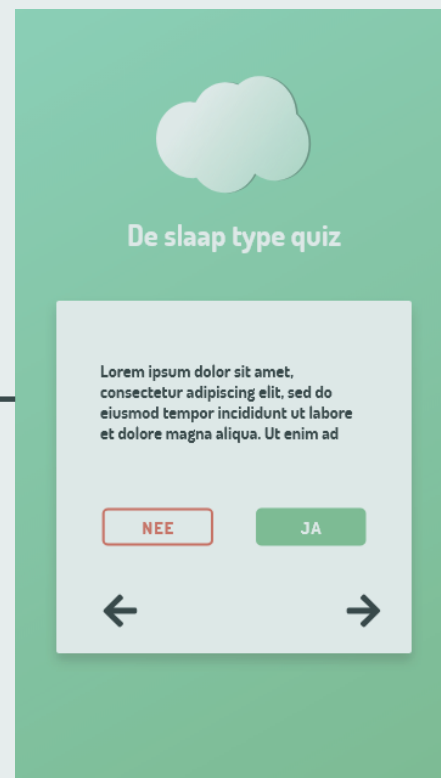 De slaap type quiz
Lorem ipsum dolor sit amet,
consectetur adipiscing elit, sed do
eiusmod tempor incididunt ut labore
et dolore magna aliqua. Ut enim ad
NEE
JA